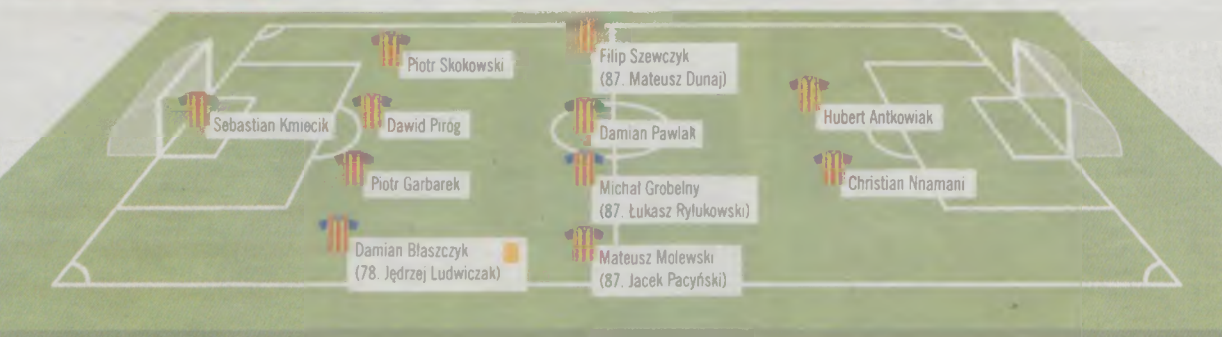 Sebastian Kmiecik
Piotr Skokowski
Dawid Piróg
Piotr Garbarek
Damian Błaszczyk
(78. Jędrzej Ludwiczak)
Filip Szewczyk
(87. Mateusz Dunaj)
Damian Pawlak
Michał Grobelny
(87. Łukasz Ryłukowski)
Mateusz Molewski
(87. Jacek Pacyński)
Hubert Antkowiak
Christian Nnamani